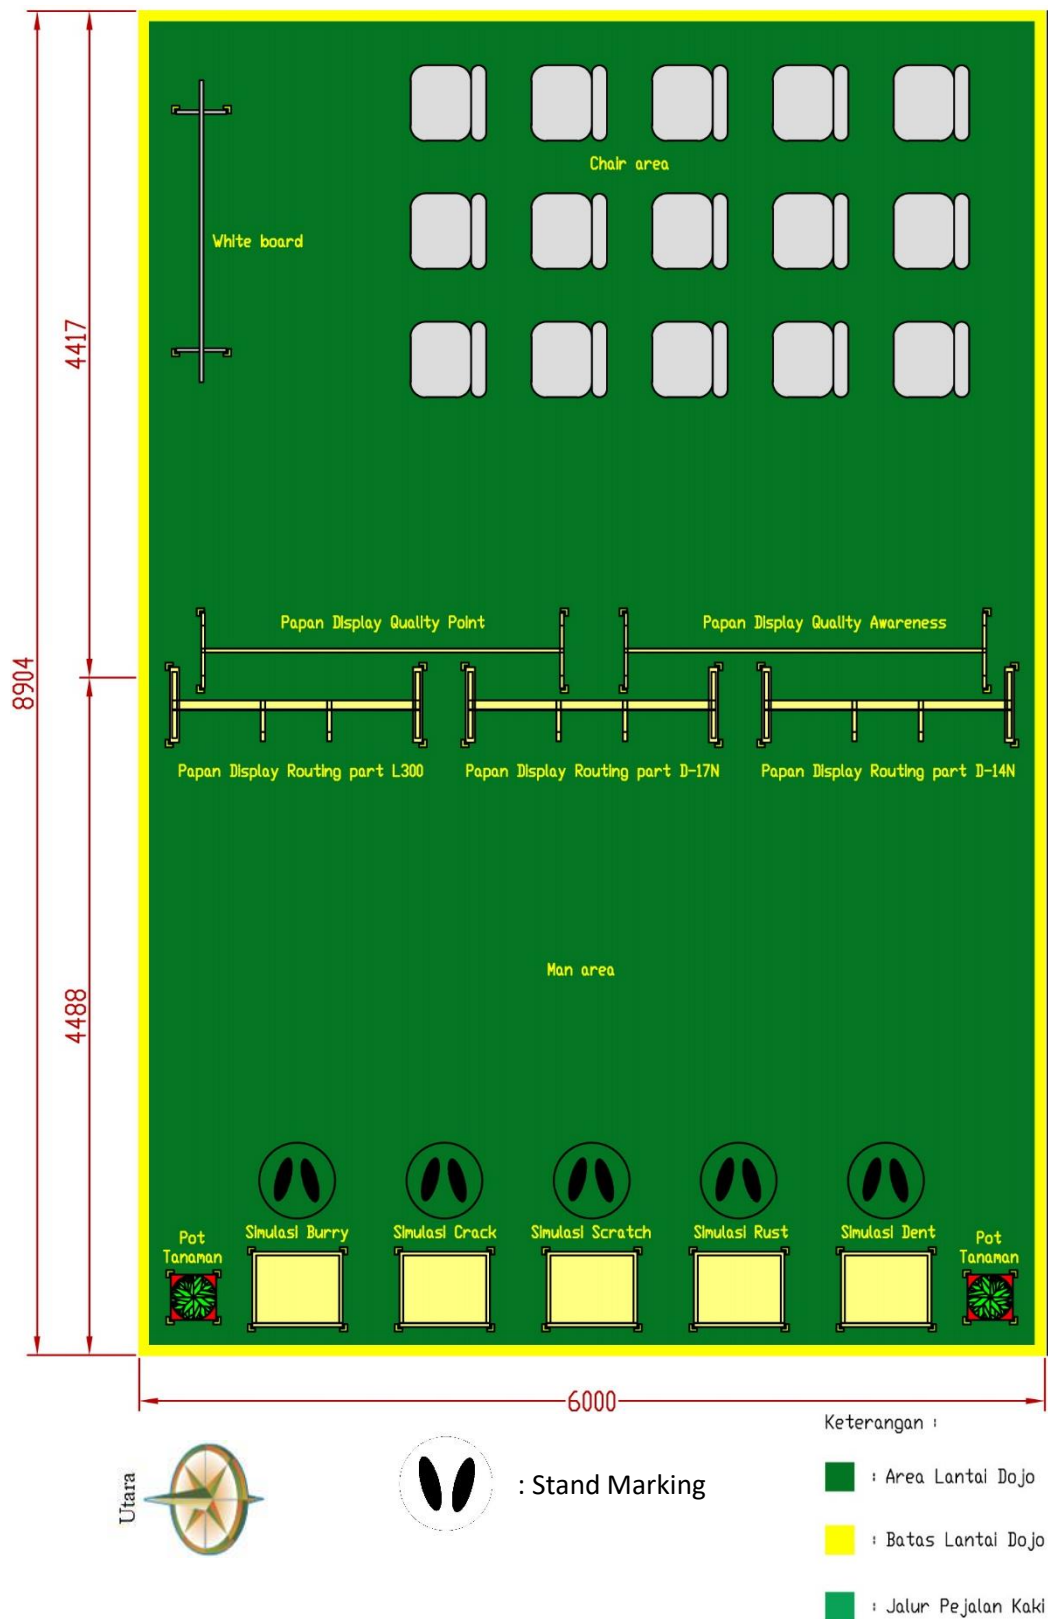 Chair area
White board
4417
8904
Papan Display Quality Point
Papan Display Quality Awareness
Papan Display Routing part L300
Papan Display Routing part D-17N
Papan Display Routing part D-14N
Man area
4488
Simulasi Burry
Simulasi Crack
Simulasi Scratch
Simulasi Rust
Simulasi Dent
Pot
Tanaman
Pot
Tanaman
6000
Utara
: Stand Marking
Keterangan :
: Area Lantai Dojo
: Batas Lantai Dojo
: Jalur Pejalan Kaki